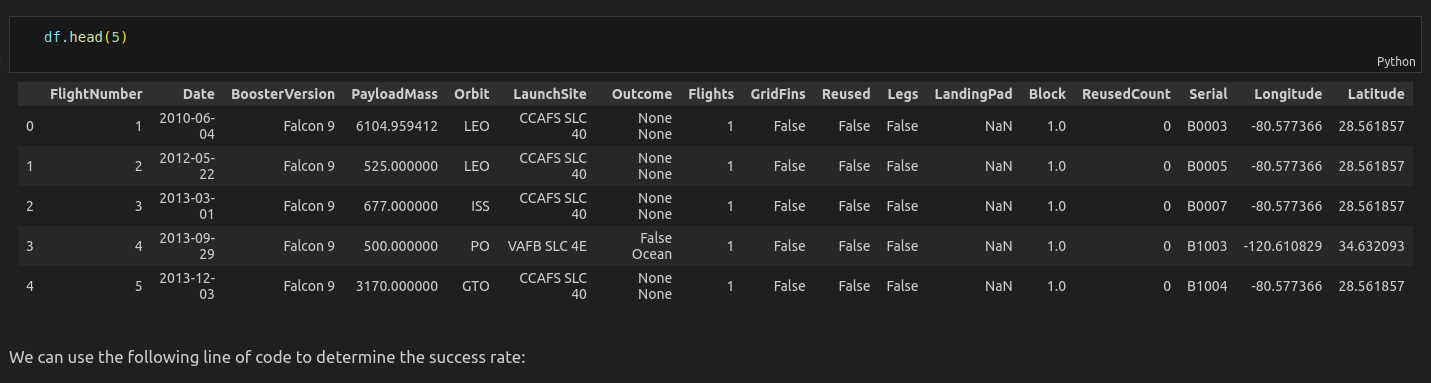 df.head(5)
Python
FlightNumber Date BoosterVersion PayloadMass Orbit LaunchSite Outcome Flights GridFins Reused Legs LandingPad Block ReusedCount Serial Longitude Latitude
0 1 2010-06-04 Falcon 9 6104.959412 LEO CCAFS SLC 40 None None 1 False False False NaN 1.0 0 B0003 -80.577366 28.561857
1 2 2012-05-22 Falcon 9 525.000000 LEO CCAFS SLC 40 None None 1 False False False NaN 1.0 0 B0005 -80.577366 28.561857
2 3 2013-03-01 Falcon 9 677.000000 ISS CCAFS SLC 40 None None 1 False False False NaN 1.0 0 B0007 -80.577366 28.561857
3 4 2013-09-29 Falcon 9 500.000000 PO VAFB SLC 4E False Ocean 1 False False False NaN 1.0 0 B1003 -120.610829 34.632093
4 5 2013-12-03 Falcon 9 3170.000000 GTO CCAFS SLC 40 None None 1 False False False NaN 1.0 0 B1004 -80.577366 28.561857
We can use the following line of code to determine the success rate: